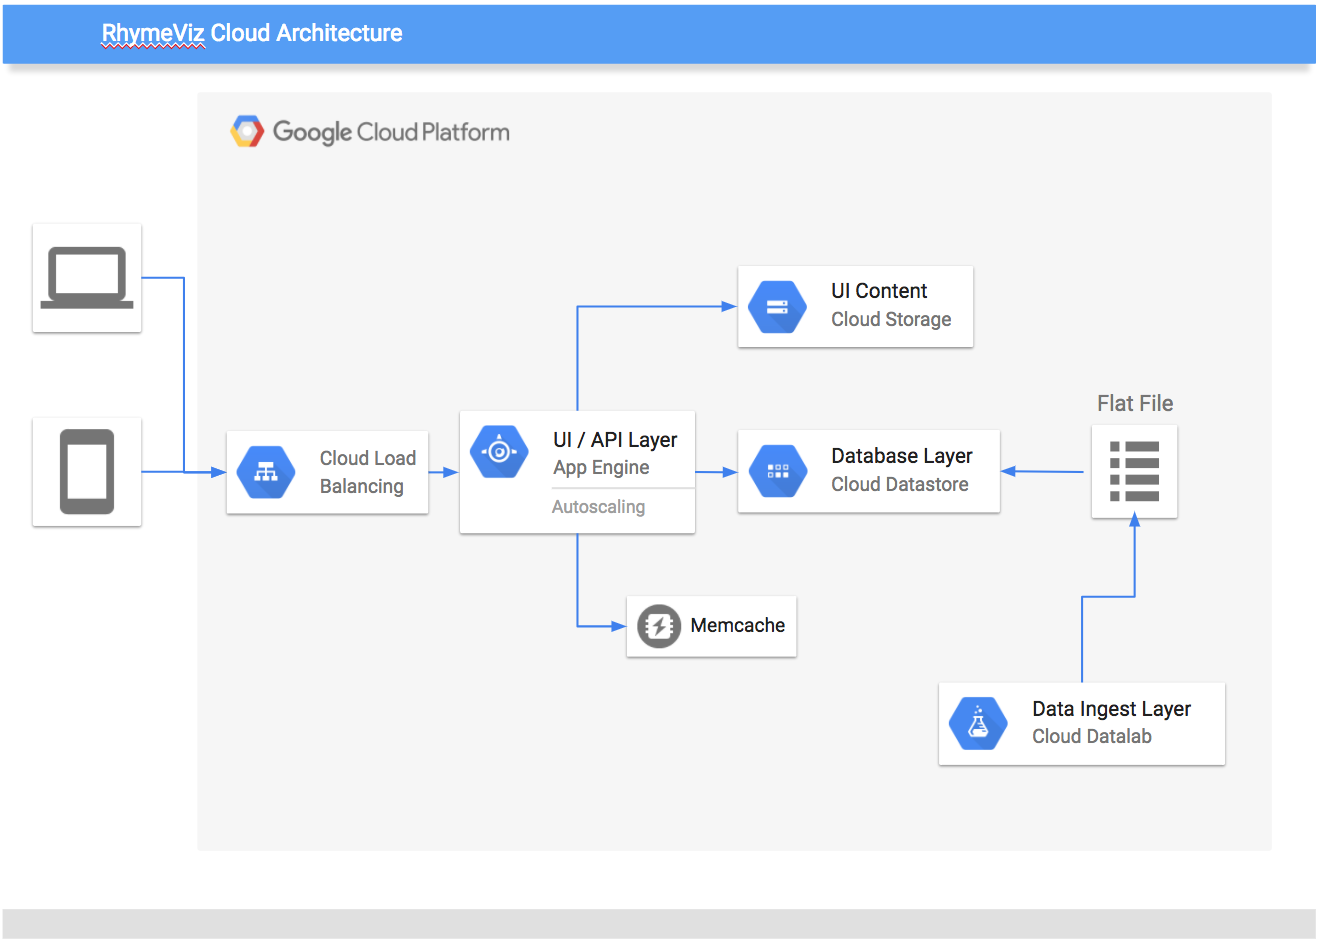 RhymeViz Cloud Architecture
Google Cloud Platform
UI Content
Cloud Storage
Flat File
Cloud Load
Balancing
UI / API Layer
App Engine
Autoscaling
Database Layer
Cloud Datastore
Memcache
Data Ingest Layer
Cloud Datalab